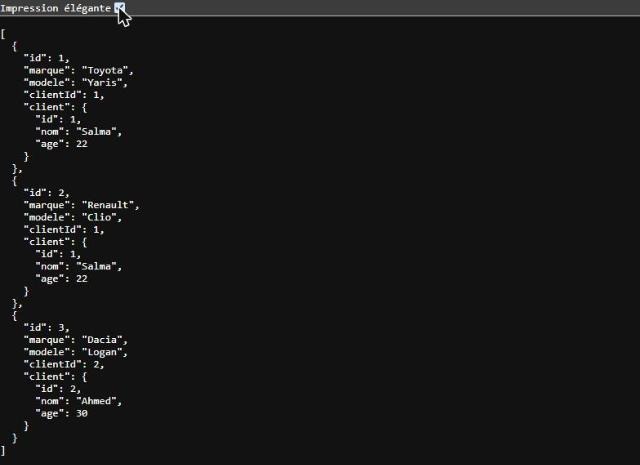 Impression élégante
[
  {
    "id": 1,
    "marque": "Toyota",
    "modele": "Yaris",
    "clientId": 1,
    "client": {
      "id": 1,
      "nom": "Salma",
      "age": 22
    }
  },
  {
    "id": 2,
    "marque": "Renault",
    "modele": "Clio",
    "clientId": 1,
    "client": {
      "id": 1,
      "nom": "Salma",
      "age": 22
    }
  },
  {
    "id": 3,
    "marque": "Dacia",
    "modele": "Logan",
    "clientId": 2,
    "client": {
      "id": 2,
      "nom": "Ahmed",
      "age": 30
    }
  }
]